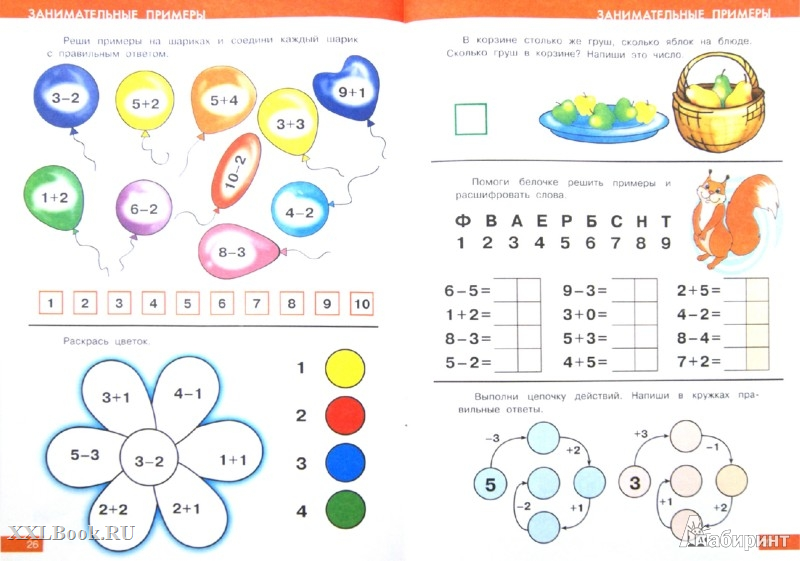 ЗАНИМАТЕЛЬНЫЕ ПРИМЕРЫ
Реши примеры на шариках и соедини каждый шарик
с правильным ответом.
3−2
5+2
5+4
3+3
9+1
1+2
6−2
10−2
4−2
8−3
1 2 3 4 5 6 7 8 9 10
Раскрась цветок.
3+1
4−1
5−3
3−2
1+1
2+2
2+1
1
2
3
4
XXLBook.RU
26
ЗАНИМАТЕЛЬНЫЕ ПРИМЕРЫ
В корзине столько же груш, сколько яблок на блюде.
Сколько груш в корзине? Напиши это число.
Помоги белочке решить примеры и
расшифровать слова.
Ф В А Е Р Б С Н Т
1 2 3 4 5 6 7 8 9
6−5= 9−3= 2+5=
1+2= 3+0= 4−2=
8−3= 5+3= 8−4=
5−2= 4+5= 7+2=
Выполни цепочку действий. Напиши в кружках пра-
вильные ответы.
−3
+2
5
−2
+1
+3
−1
3
+1
+2
Лабиринт